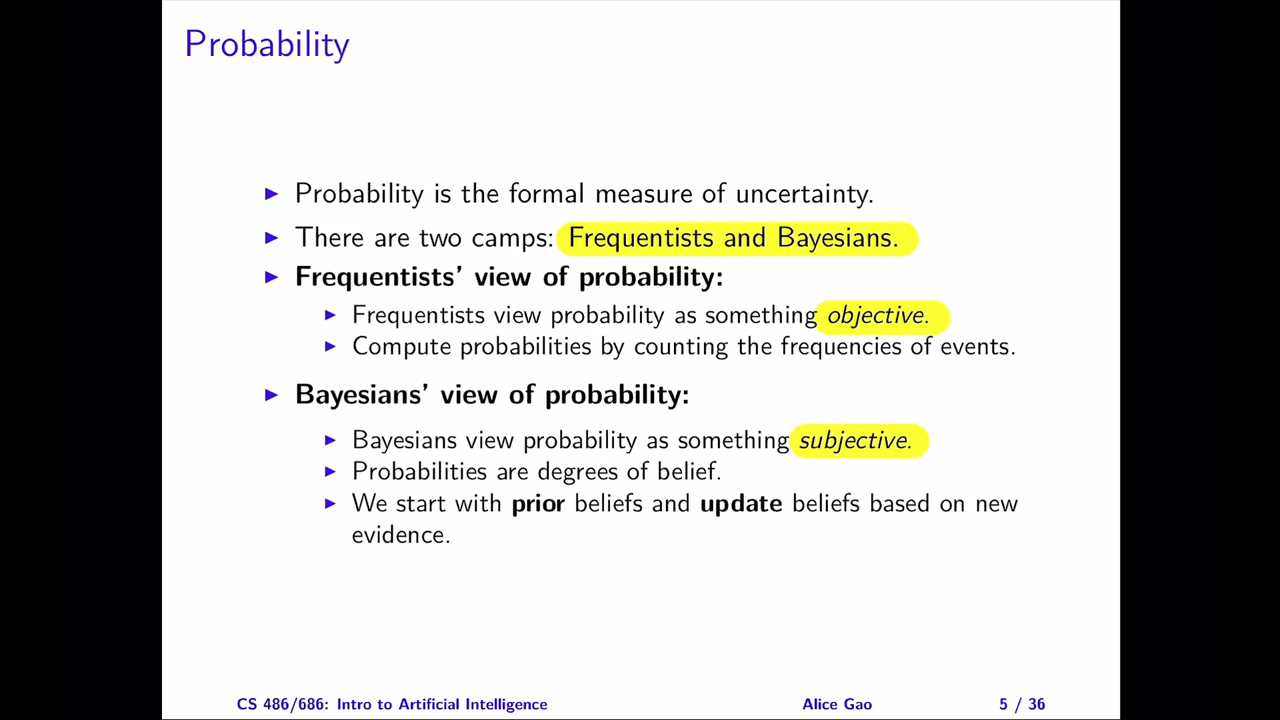 Probability
Probability is the formal measure of uncertainty.
There are two camps: Frequentists and Bayesians.
Frequentists' view of probability:
Frequentists view probability as something objective.
Compute probabilities by counting the frequencies of events.
Bayesians' view of probability:
Bayesians view probability as something subjective.
Probabilities are degrees of belief.
We start with prior beliefs and update beliefs based on new
evidence.
CS 486/686: Intro to Artificial Intelligence Alice Gao 5 / 36